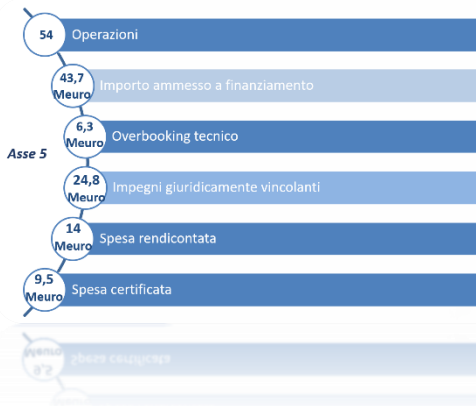 Asse 5
54
Operazioni
43,7
Meuro
Importo ammesso a finanziamento
6,3
Meuro
Overbooking tecnico
24,8
Meuro
Impegni giuridicamente vincolanti
14
Meuro
Spesa rendicontata
9,5
Meuro
Spesa certificata